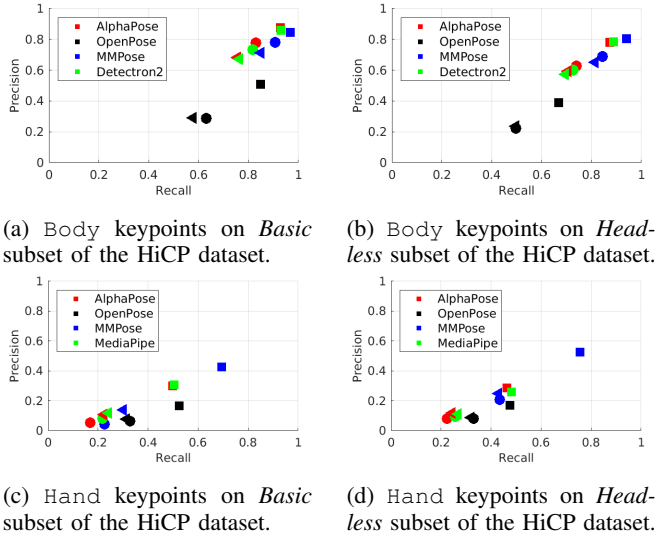 1
0.8
0.6
0.4
0.2
0
Precision
AlphaPose
OpenPose
MMPose
Detectron2
0 0.2 0.4 0.6 0.8 1
Recall
(a) Body keypoints on Basic
subset of the HiCP dataset.
1
0.8
0.6
0.4
0.2
0
Precision
AlphaPose
OpenPose
MMPose
Detectron2
0 0.2 0.4 0.6 0.8 1
Recall
(b) Body keypoints on Head-
less subset of the HiCP dataset.
1
0.8
0.6
0.4
0.2
0
Precision
AlphaPose
OpenPose
MMPose
MediaPipe
0 0.2 0.4 0.6 0.8 1
Recall
(c) Hand keypoints on Basic
subset of the HiCP dataset.
1
0.8
0.6
0.4
0.2
0
Precision
AlphaPose
OpenPose
MMPose
MediaPipe
0 0.2 0.4 0.6 0.8 1
Recall
(d) Hand keypoints on Head-
less subset of the HiCP dataset.